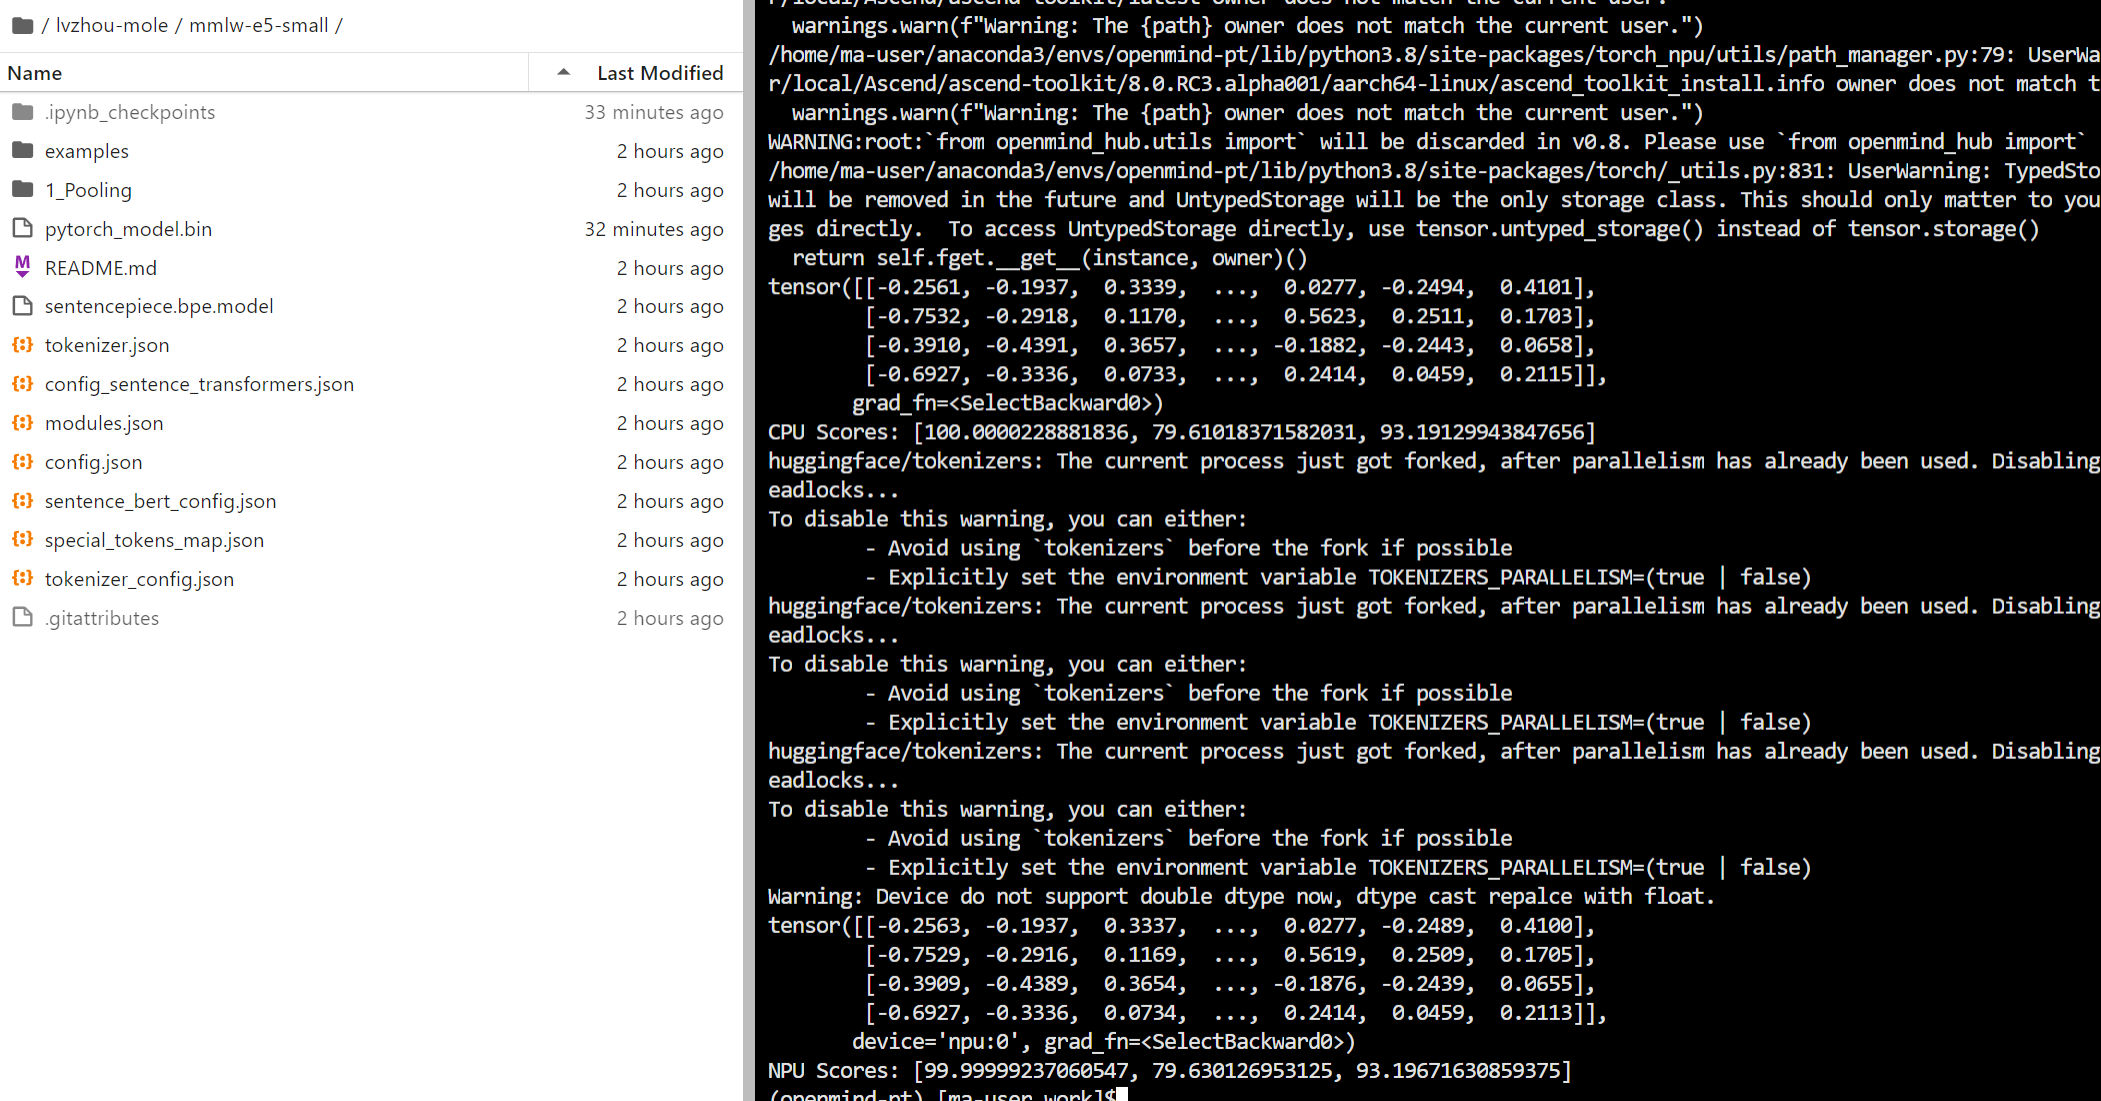 / lvzhou-mole / mmlw-e5-small /
Name Last Modified
.ipynb_checkpoints 33 minutes ago
examples 2 hours ago
1_Pooling 2 hours ago
pytorch_model.bin 32 minutes ago
README.md 2 hours ago
sentencepiece.bpe.model 2 hours ago
tokenizer.json 2 hours ago
config_sentence_transformers.json 2 hours ago
modules.json 2 hours ago
config.json 2 hours ago
sentence_bert_config.json 2 hours ago
special_tokens_map.json 2 hours ago
tokenizer_config.json 2 hours ago
.gitattributes 2 hours ago
r/local/Ascend/ascend-toolkit/latest owner does not match the current user.
warnings.warn(f"Warning: The {path} owner does not match the current user.")
/home/ma-user/anaconda3/envs/openmind-pt/lib/python3.8/site-packages/torch_npu/utils/path_manager.py:79: UserWa
r/local/Ascend/ascend-toolkit/8.0.RC3.alpha001/aarch64-linux/ascend_toolkit_install.info owner does not match t
warnings.warn(f"Warning: The {path} owner does not match the current user.")
WARNING:root:`from openmind_hub.utils import` will be discarded in v0.8. Please use `from openmind_hub import`
/home/ma-user/anaconda3/envs/openmind-pt/lib/python3.8/site-packages/torch/_utils.py:831: UserWarning: TypedSto
will be removed in the future and UntypedStorage will be the only storage class. This should only matter to you
ges directly.  To access UntypedStorage directly, use tensor.untyped_storage() instead of tensor.storage()
return self.fget.__get__(instance, owner)()
tensor([[-0.2561, -0.1937,  0.3339,  ...,  0.0277, -0.2494,  0.4101],
[-0.7532, -0.2918,  0.1170,  ...,  0.5623,  0.2511,  0.1703],
[-0.3910, -0.4391,  0.3657,  ..., -0.1882, -0.2443,  0.0658],
[-0.6927, -0.3336,  0.0733,  ...,  0.2414,  0.0459,  0.2115]],
grad_fn=<SelectBackward0>)
CPU Scores: [100.0000228881836, 79.61018371582031, 93.19129943847656]
huggingface/tokenizers: The current process just got forked, after parallelism has already been used. Disabling
eadlocks...
To disable this warning, you can either:
- Avoid using `tokenizers` before the fork if possible
- Explicitly set the environment variable TOKENIZERS_PARALLELISM=(true | false)
huggingface/tokenizers: The current process just got forked, after parallelism has already been used. Disabling
eadlocks...
To disable this warning, you can either:
- Avoid using `tokenizers` before the fork if possible
- Explicitly set the environment variable TOKENIZERS_PARALLELISM=(true | false)
huggingface/tokenizers: The current process just got forked, after parallelism has already been used. Disabling
eadlocks...
To disable this warning, you can either:
- Avoid using `tokenizers` before the fork if possible
- Explicitly set the environment variable TOKENIZERS_PARALLELISM=(true | false)
Warning: Device do not support double dtype now, dtype cast repalce with float.
tensor([[-0.2563, -0.1937,  0.3337,  ...,  0.0277, -0.2489,  0.4100],
[-0.7529, -0.2916,  0.1169,  ...,  0.5619,  0.2509,  0.1705],
[-0.3909, -0.4389,  0.3654,  ..., -0.1876, -0.2439,  0.0655],
[-0.6927, -0.3336,  0.0734,  ...,  0.2414,  0.0459,  0.2113]],
device='npu:0', grad_fn=<SelectBackward0>)
NPU Scores: [99.99999237060547, 79.630126953125, 93.19671630859375]
(openmind-pt) [ma-user work]$